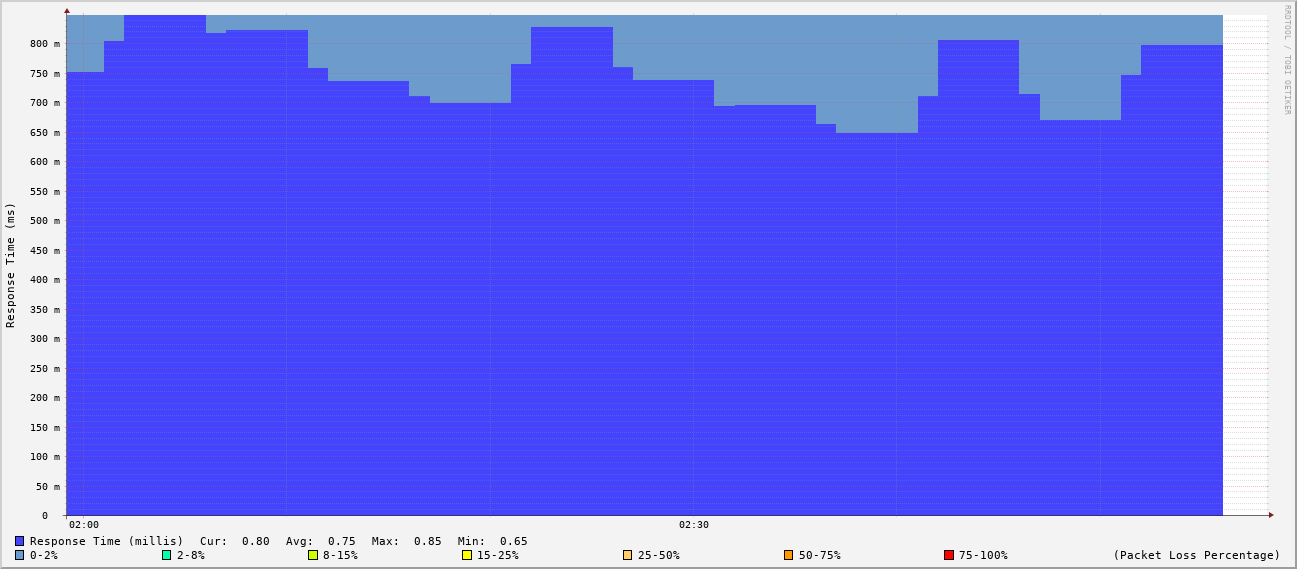 RRDTOOL / TOBI OETIKER
Response Time (ms)
800 m
750 m
700 m
650 m
600 m
550 m
500 m
450 m
400 m
350 m
300 m
250 m
200 m
150 m
100 m
50 m
0
02:00 02:30
Response Time (millis) Cur: 0.80 Avg: 0.75 Max: 0.85 Min: 0.65
0-2% 2-8% 8-15% 15-25% 25-50% 50-75% 75-100% (Packet Loss Percentage)